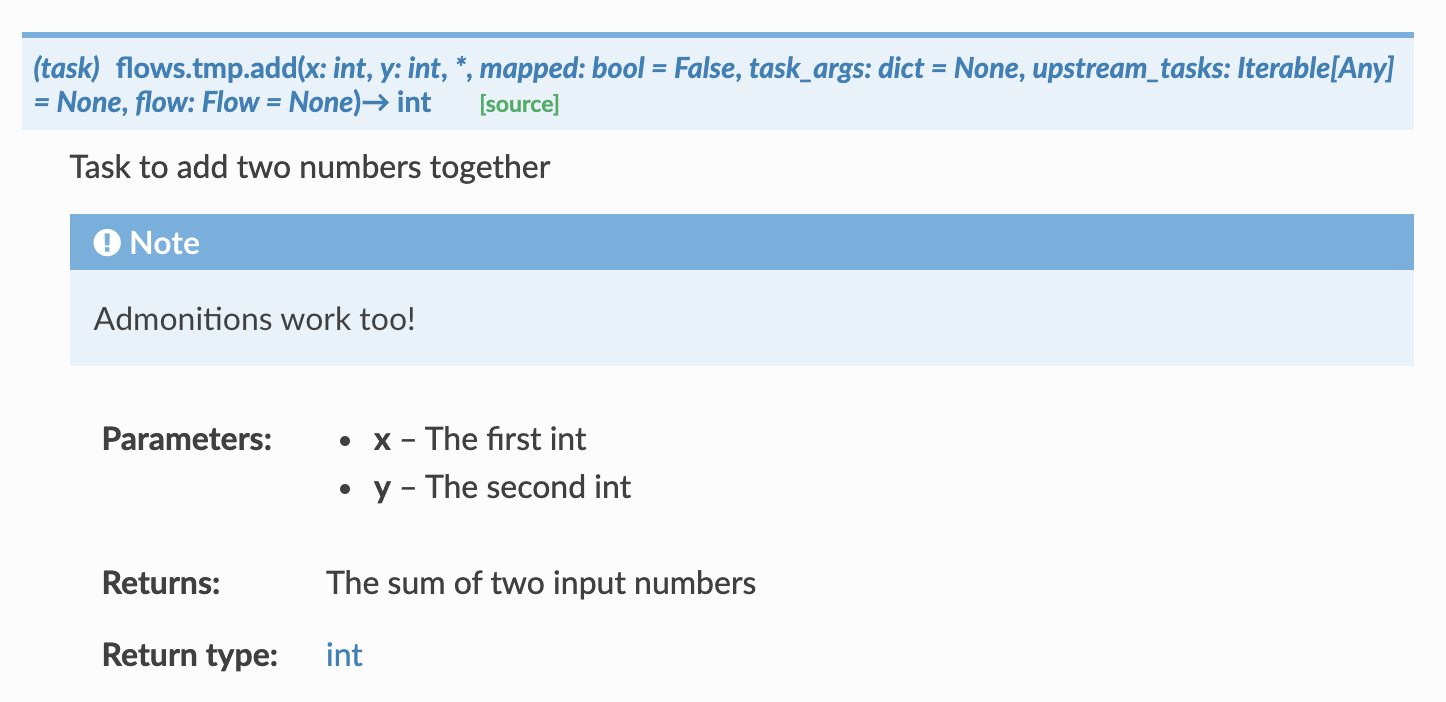 (task) flows.tmp.add(x: int, y: int, *, mapped: bool = False, task_args: dict = None, upstream_tasks: Iterable[Any]
= None, flow: Flow = None)→ int [source]
Task to add two numbers together
Note
Admonitions work too!
Parameters: • x – The first int
• y – The second int
Returns: The sum of two input numbers
Return type: int